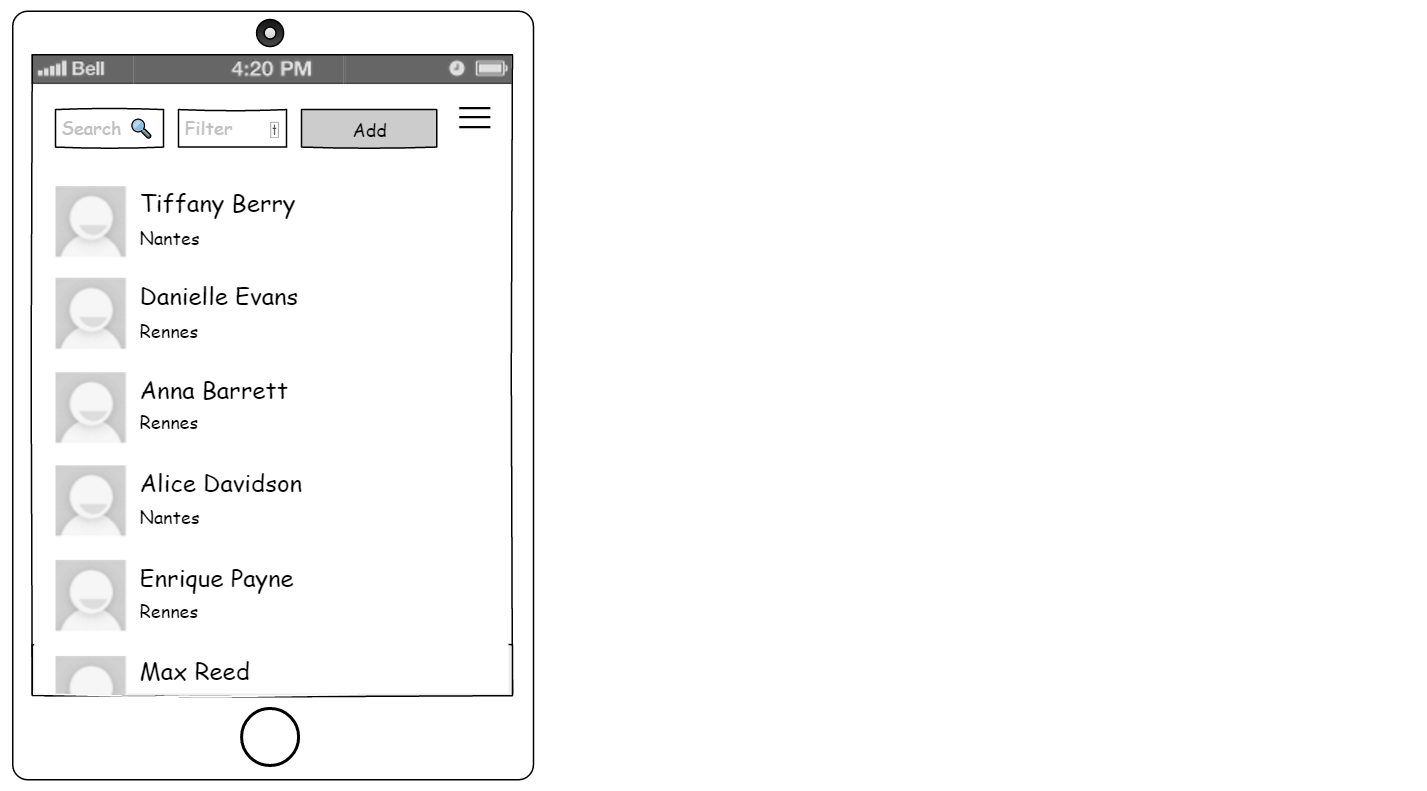 Bell 4:20 PM
Search Filter Add
Tiffany Berry
Nantes
Danielle Evans
Rennes
Anna Barrett
Rennes
Alice Davidson
Nantes
Enrique Payne
Rennes
Max Reed